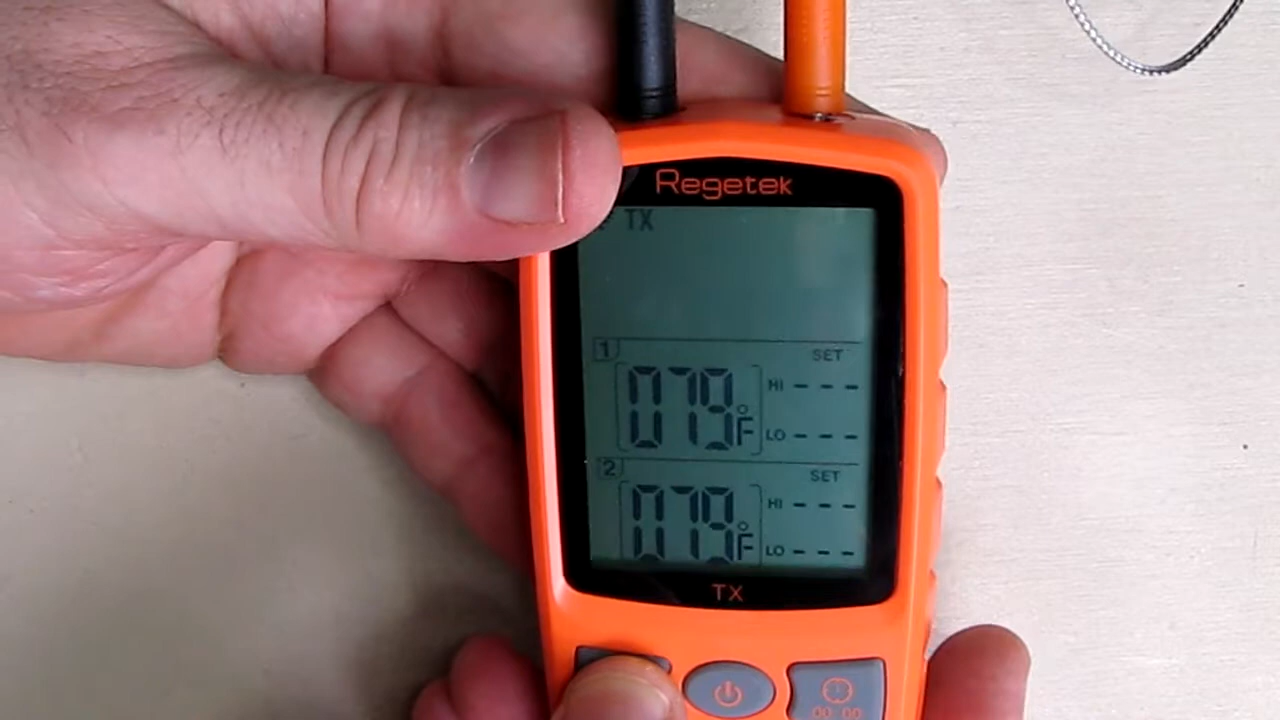 Regetek
TX
1
SET
079°F
HI ---
LO ---
2
SET
079°F
HI ---
LO ---
TX
00:00